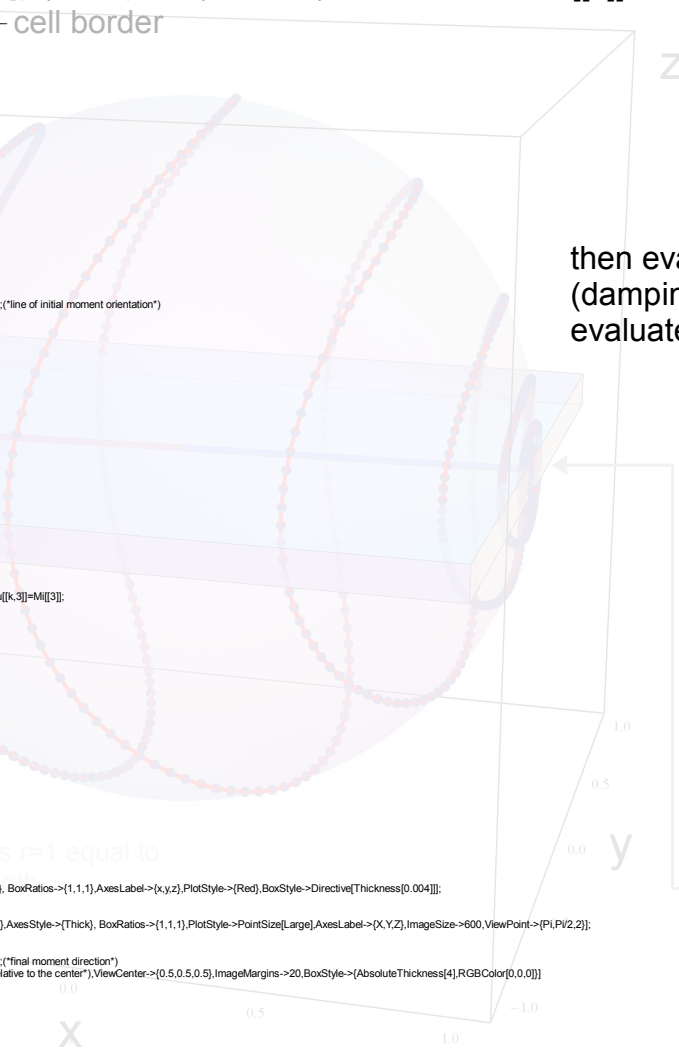 cell border
z
then eva
(dampin
evaluate
;(*line of initial moment orientation*)
u[[k,3]]=Mi[[3]];
1.0
0.5
0.0
y
s r=1 equal to
}, BoxRatios->{1,1,1},AxesLabel->{x,y,z},PlotStyle->{Red},BoxStyle->Directive[Thickness[0.004]]];
},AxesStyle->{Thick}, BoxRatios->{1,1,1},PlotStyle->PointSize[Large],AxesLabel->{X,Y,Z},ImageSize->600,ViewPoint->{Pi,Pi/2,2}];
;(*final moment direction*)
elative to the center*),ViewCenter->{0.5,0.5,0.5},ImageMargins->20,BoxStyle->{AbsoluteThickness[4],RGBColor[0,0,0]}]
0.0
0.5
-1.0
x
1.0